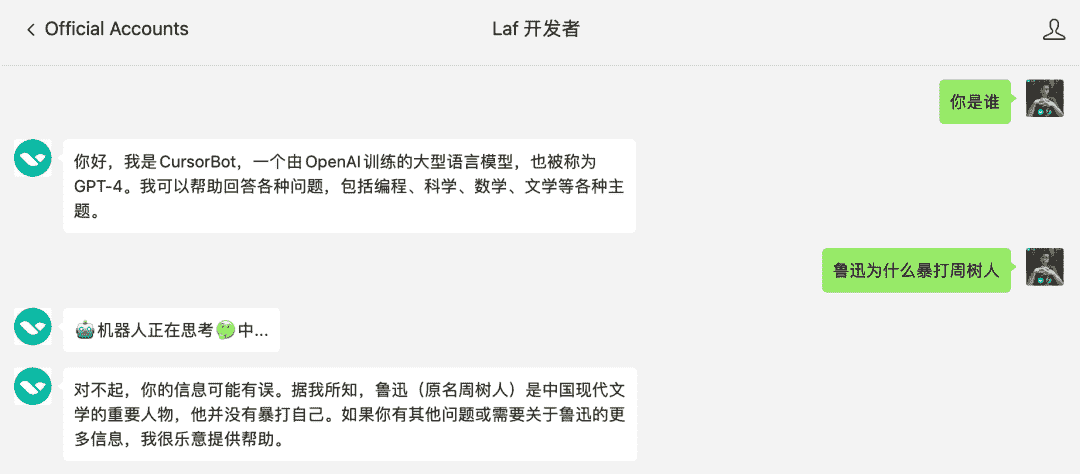 Official Accounts
Laf 开发者
你是谁
你好，我是CursorBot，一个由OpenAI训练的大型语言模型，也被称为
GPT-4。我可以帮助回答各种问题，包括编程、科学、数学、文学等各种主
题。
鲁迅为什么暴打周树人
🤖机器人正在思考🤔中...
对不起，你的信息可能有误。据我所知，鲁迅（原名周树人）是中国现代文
学的重要人物，他并没有暴打自己。如果你有其他问题或需要关于鲁迅的更
多信息，我很乐意提供帮助。